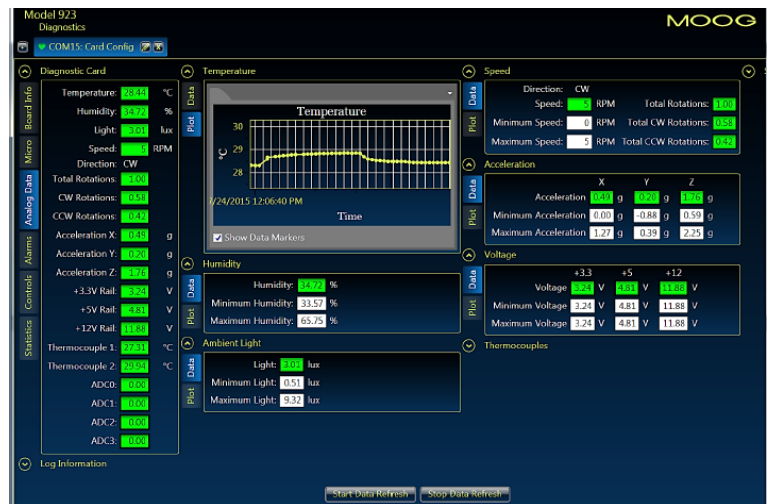 Model 923
Diagnostics
MOOG
COM15: Card Config
Board Info
Micro
Analog Data
Alarms
Controls
Statistics
Diagnostic Card
Temperature: 28.44 °C
Humidity: 34.72 %
Light: 3.01 lux
Speed: 5 RPM
Direction: CW
Total Rotations: 1.00
CW Rotations: 0.58
CCW Rotations: 0.42
Acceleration X: 0.49 g
Acceleration Y: 0.20 g
Acceleration Z: 1.76 g
+3.3V Rail: 3.24 V
+5V Rail: 4.81 V
+12V Rail: 11.88 V
Thermocouple 1: 27.31 °C
Thermocouple 2: 29.94 °C
ADC0: 0.00
ADC1: 0.00
ADC2: 0.00
ADC3: 0.00
Log Information
Temperature
Data
Plot
Temperature
30
29
28
°C
7/24/2015 12:06:40 PM
Time
Show Data Markers
Humidity
Data
Plot
Humidity: 34.72 %
Minimum Humidity: 33.57 %
Maximum Humidity: 65.75 %
Ambient Light
Data
Plot
Light: 3.01 lux
Minimum Light: 0.51 lux
Maximum Light: 9.32 lux
Speed
Data
Plot
Direction: CW
Speed: 5 RPM Total Rotations: 1.00
Minimum Speed: 0 RPM Total CW Rotations: 0.58
Maximum Speed: 5 RPM Total CCW Rotations: 0.42
Acceleration
Data
Plot
X Y Z
Acceleration 0.49 g 0.20 g 1.76 g
Minimum Acceleration 0.00 g -0.88 g 0.59 g
Maximum Acceleration 1.27 g 0.39 g 2.25 g
Voltage
Data
Plot
+3.3 +5 +12
Voltage 3.24 V 4.81 V 11.88 V
Minimum Voltage 3.24 V 4.81 V 11.88 V
Maximum Voltage 3.24 V 4.81 V 11.88 V
Thermocouples
Start Data Refresh Stop Data Refresh